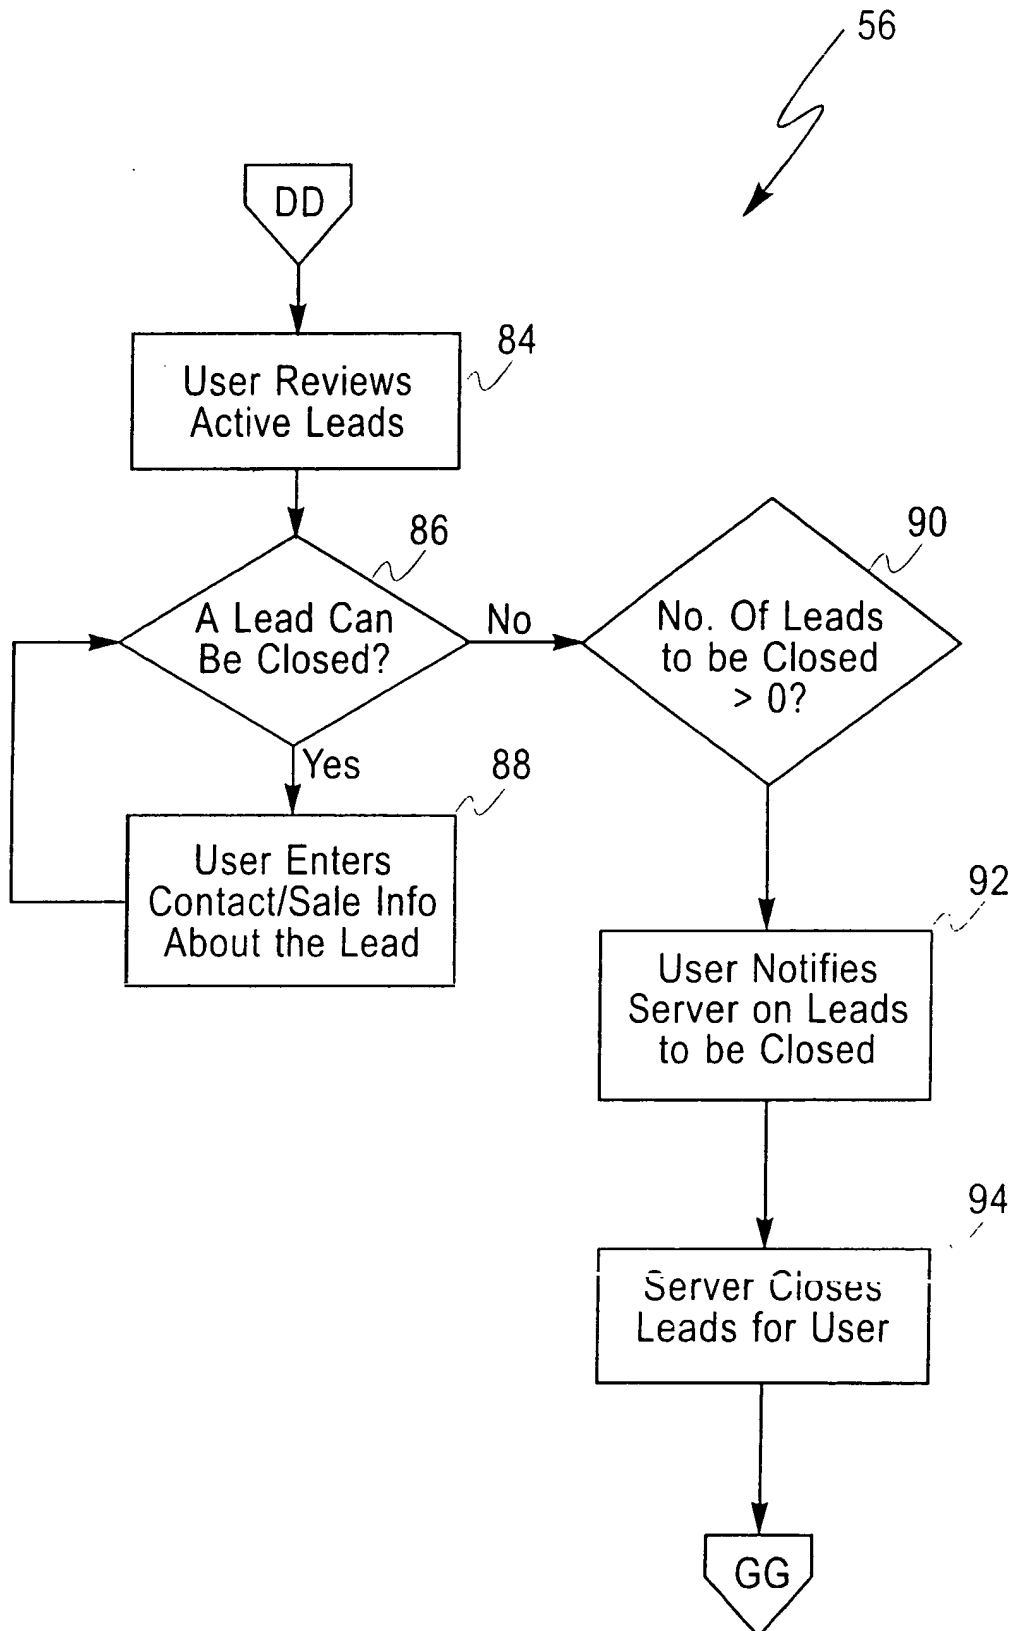 56
DD
84
User Reviews
Active Leads
86
A Lead Can
Be Closed?
No
90
No. Of Leads
to be Closed
> 0?
Yes
88
User Enters
Contact/Sale Info
About the Lead
92
User Notifies
Server on Leads
to be Closed
94
Server Closes
Leads for User
GG